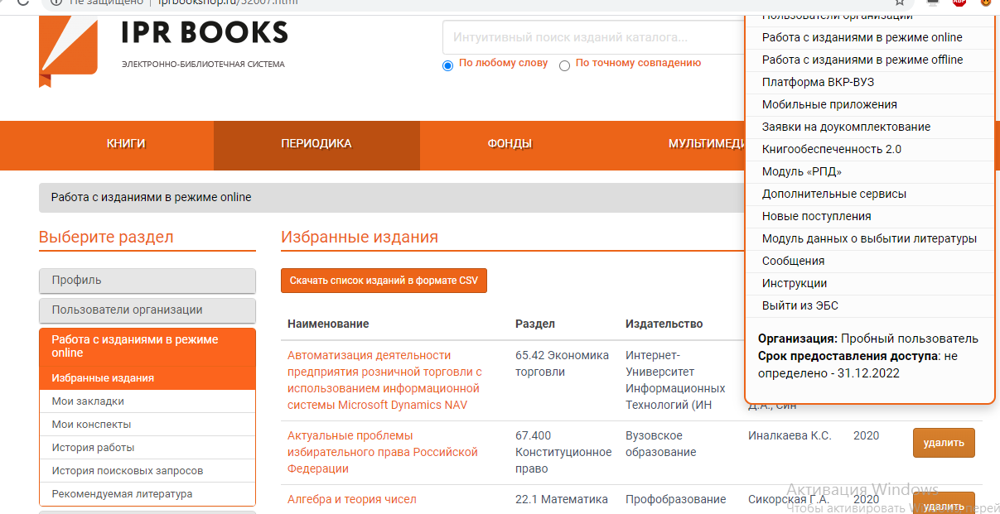 Не защищено | iprbookshop.ru/52007.html
IPR BOOKS
ЭЛЕКТРОННО-БИБЛИОТЕЧНАЯ СИСТЕМА
Интуитивный поиск изданий каталога...
По любому слову По точному совпадению
КНИГИ ПЕРИОДИКА ФОНДЫ МУЛЬТИМЕДИ
Пользователи организации
Работа с изданиями в режиме online
Работа с изданиями в режиме offline
Платформа ВКР-ВУЗ
Мобильные приложения
Заявки на доукомплектование
Книгообеспеченность 2.0
Модуль «РПД»
Дополнительные сервисы
Новые поступления
Модуль данных о выбытии литературы
Сообщения
Инструкции
Выйти из ЭБС
Организация: Пробный пользователь
Срок предоставления доступа: не
определено - 31.12.2022
Работа с изданиями в режиме online
Выберите раздел
Профиль
Пользователи организации
Работа с изданиями в режиме
online
Избранные издания
Мои закладки
Мои конспекты
История работы
История поисковых запросов
Рекомендуемая литература
Избранные издания
Скачать список изданий в формате CSV
Наименование Раздел Издательство
Автоматизация деятельности
предприятия розничной торговли с
использованием информационной
системы Microsoft Dynamics NAV
65.42 Экономика
торговли
Интернет-
Университет
Информационных
Технологий (ИН
Д.А., Син
Актуальные проблемы
избирательного права Российской
Федерации
67.400
Конституционное
право
Вузовское
образование
Иналкаева К.С.
2020
удалить
Алгебра и теория чисел
22.1 Математика
Профобразование
Сикорская Г.А.
2020
удалить
Активация Windows
Чтобы активировать Windows, перей